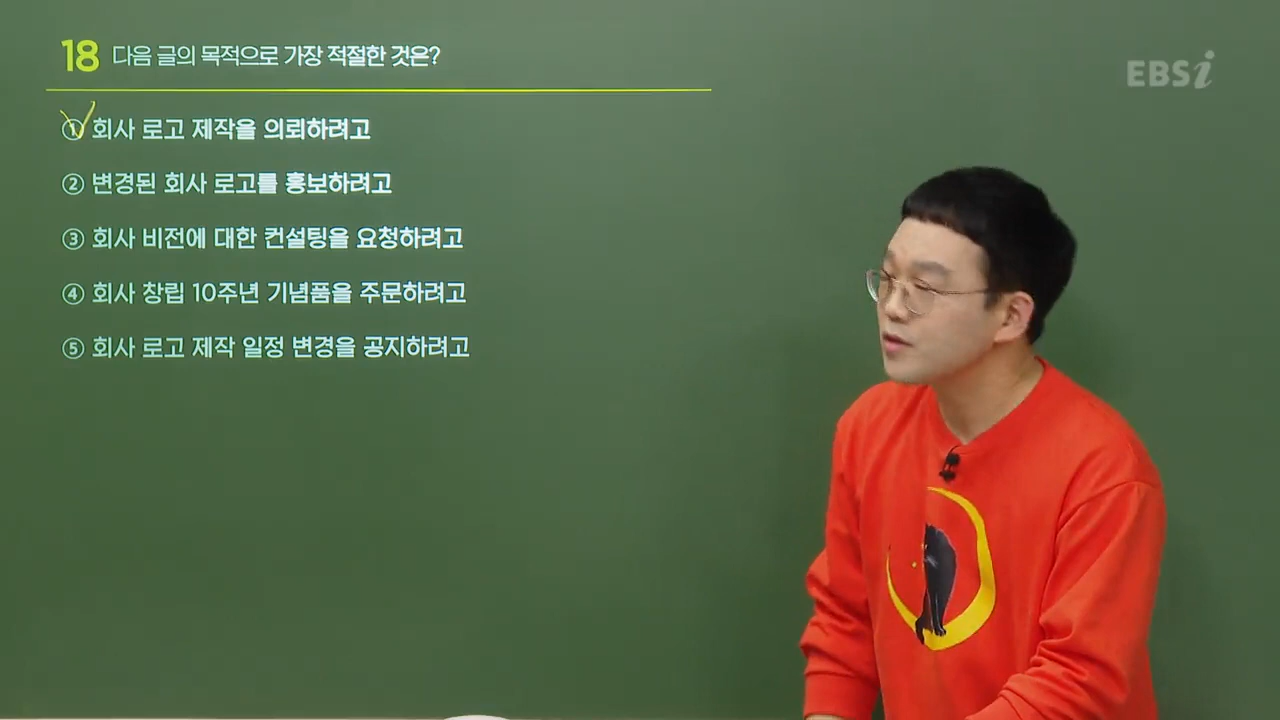 18 다음 글의 목적으로 가장 적절한 것은?
EBSi
① 회사 로고 제작을 의뢰하려고
② 변경된 회사 로고를 홍보하려고
③ 회사 비전에 대한 컨설팅을 요청하려고
④ 회사 창립 10주년 기념품을 주문하려고
⑤ 회사 로고 제작 일정 변경을 공지하려고